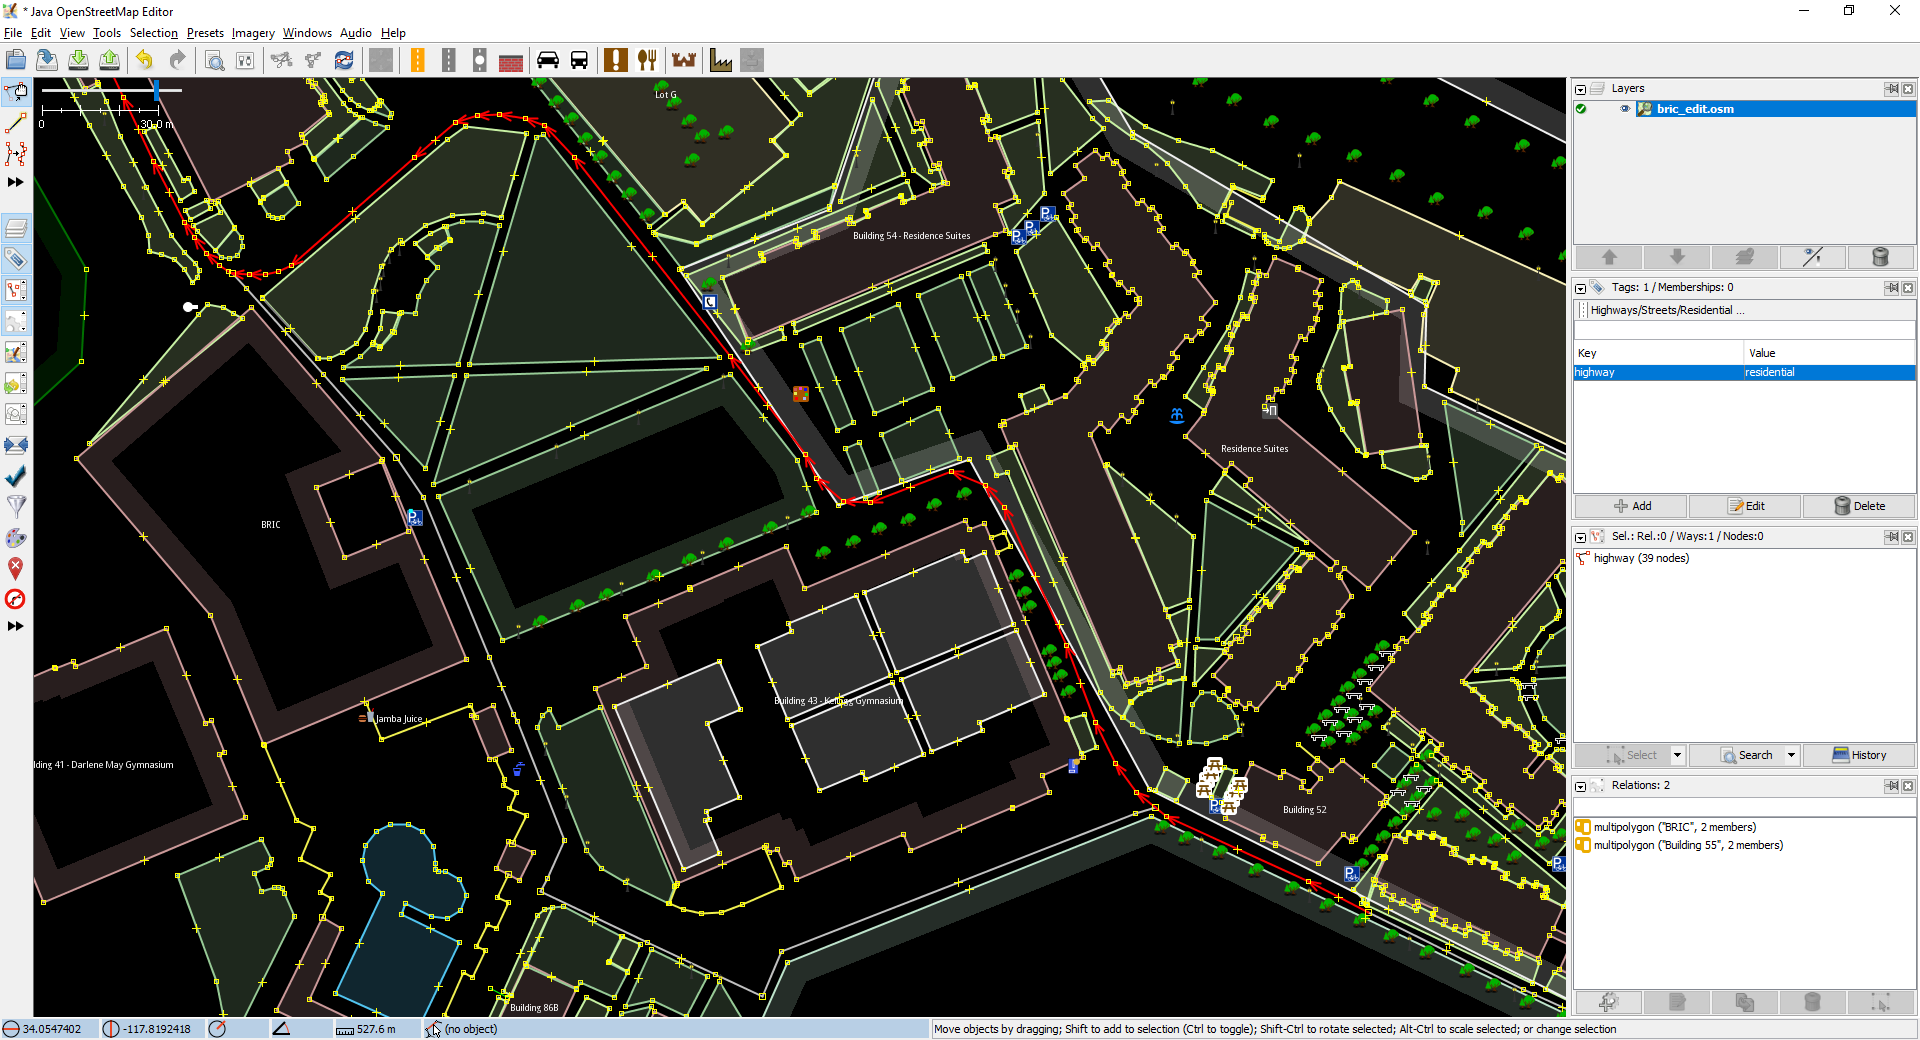 * Java OpenStreetMap Editor
File Edit View Tools Selection Presets Imagery Windows Audio Help
0
30.0 m
Lot G
Building 54 - Residence Suites
Residence Suites
BRIC
Building 43 - Kellogg Gymnasium
Jamba Juice
lding 41 - Darlene May Gymnasium
Building 52
Building 86B
Layers
bric_edit.osm
Tags: 1 / Memberships: 0
Highways/Streets/Residential ...
Key Value
highway residential
Add Edit Delete
Sel.: Rel.:0 / Ways:1 / Nodes:0
highway (39 nodes)
Select Search History
Relations: 2
multipolygon ("BRIC", 2 members)
multipolygon ("Building 55", 2 members)
34.0547402 -117.8192418 527.6 m (no object) Move objects by dragging; Shift to add to selection (Ctrl to toggle); Shift-Ctrl to rotate selected; Alt-Ctrl to scale selected; or change selection